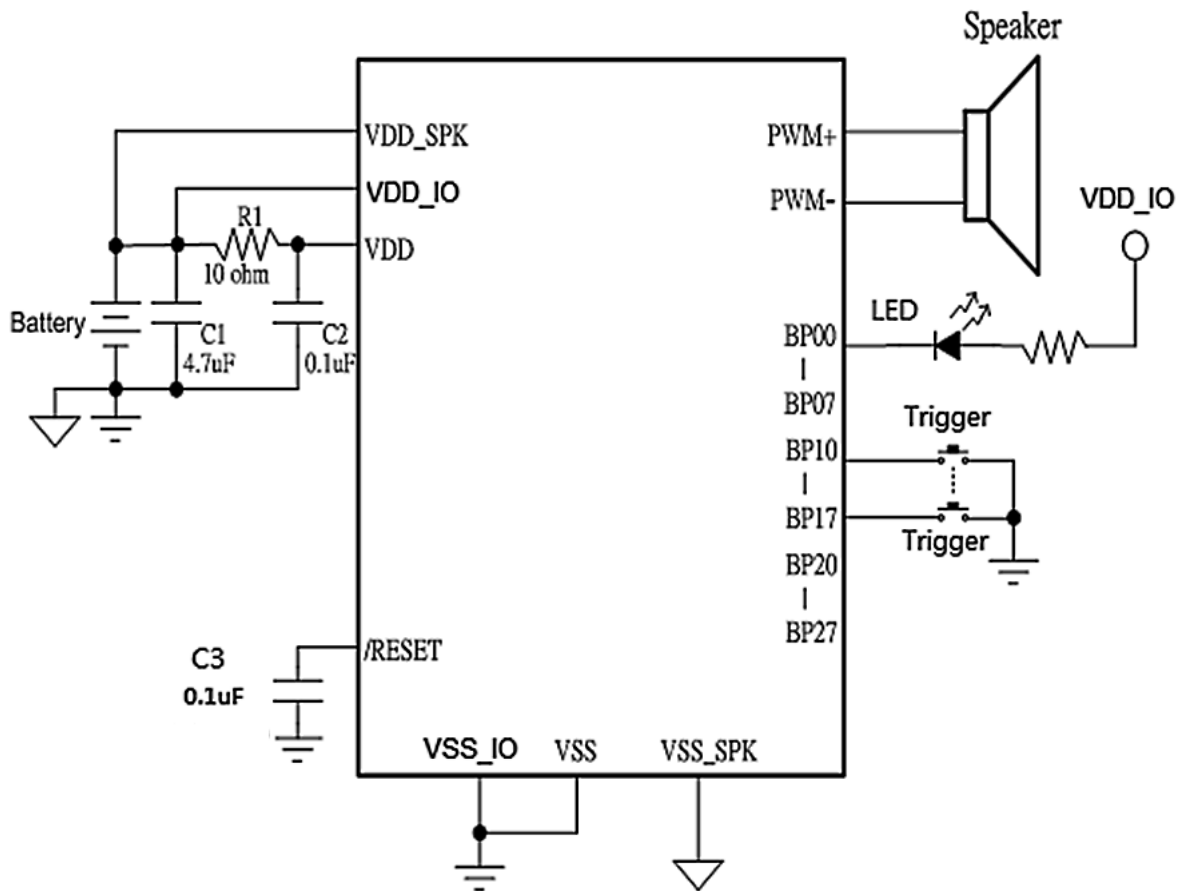 Speaker
VDD_SPK
PWM+
VDD_IO
PWM-
VDD_IO
R1
VDD
10 ohm
Battery
C1
4.7uF
C2
0.1uF
LED
BP00
BP07
Trigger
BP10
BP17
Trigger
BP20
BP27
/RESET
C3
0.1uF
VSS_IO
VSS
VSS_SPK